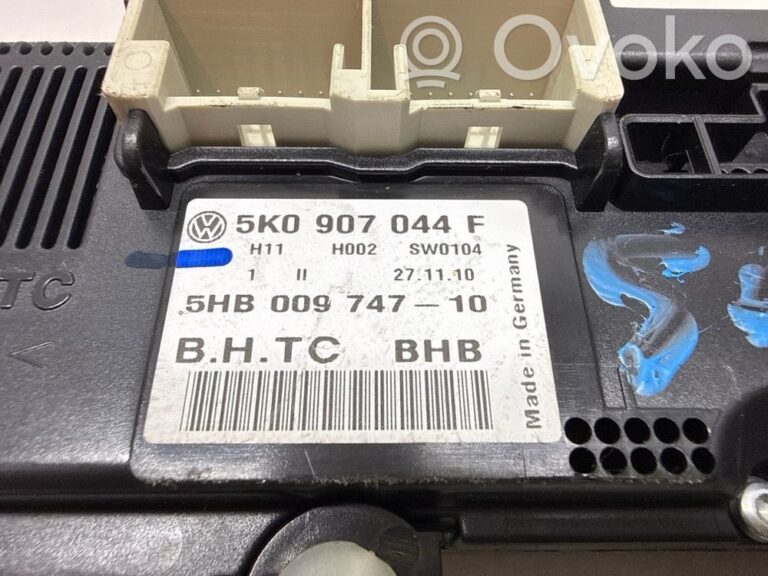 Ovoko
5K0 907 044 F
H11 H002 SW0104
1 II 27.11.10
5HB 009 747-10
B.H.TC BHB
Made in Germany
TC